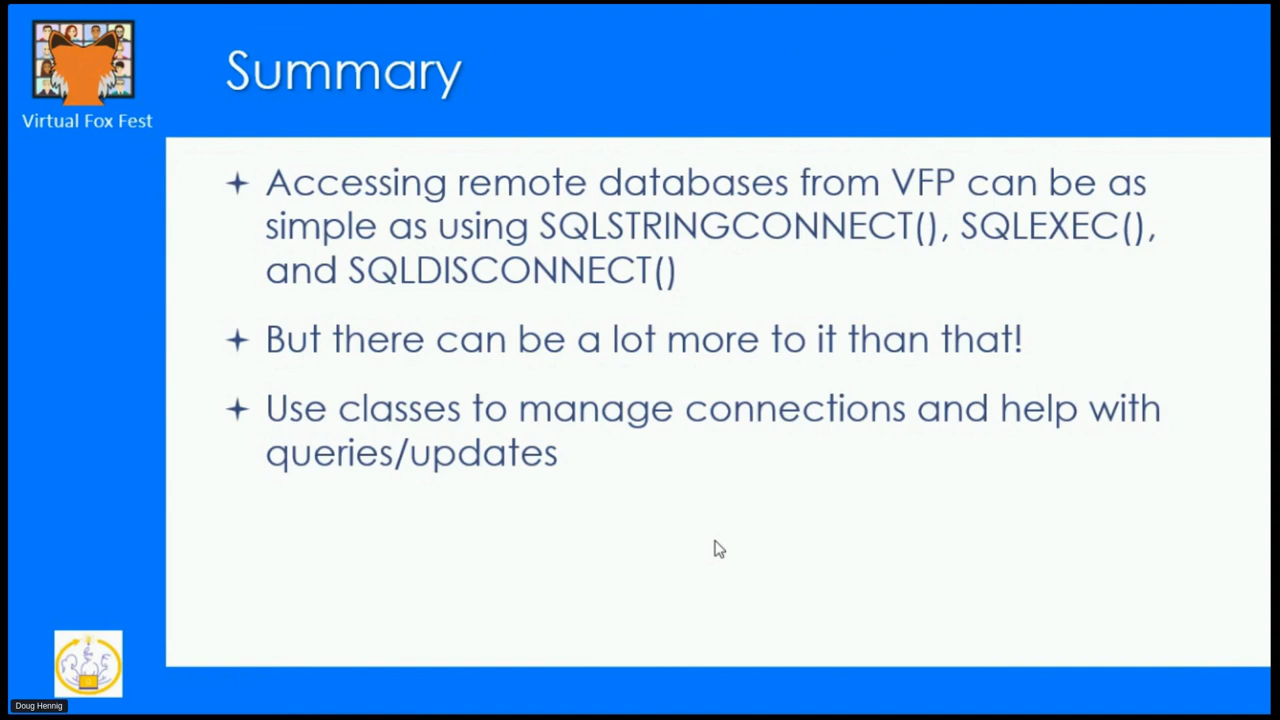 Summary
Virtual Fox Fest
Accessing remote databases from VFP can be as
simple as using SQLSTRINGCONNECT(), SQLEXEC(),
and SQLDISCONNECT()
But there can be a lot more to it than that!
Use classes to manage connections and help with
queries/updates
Doug Hennig